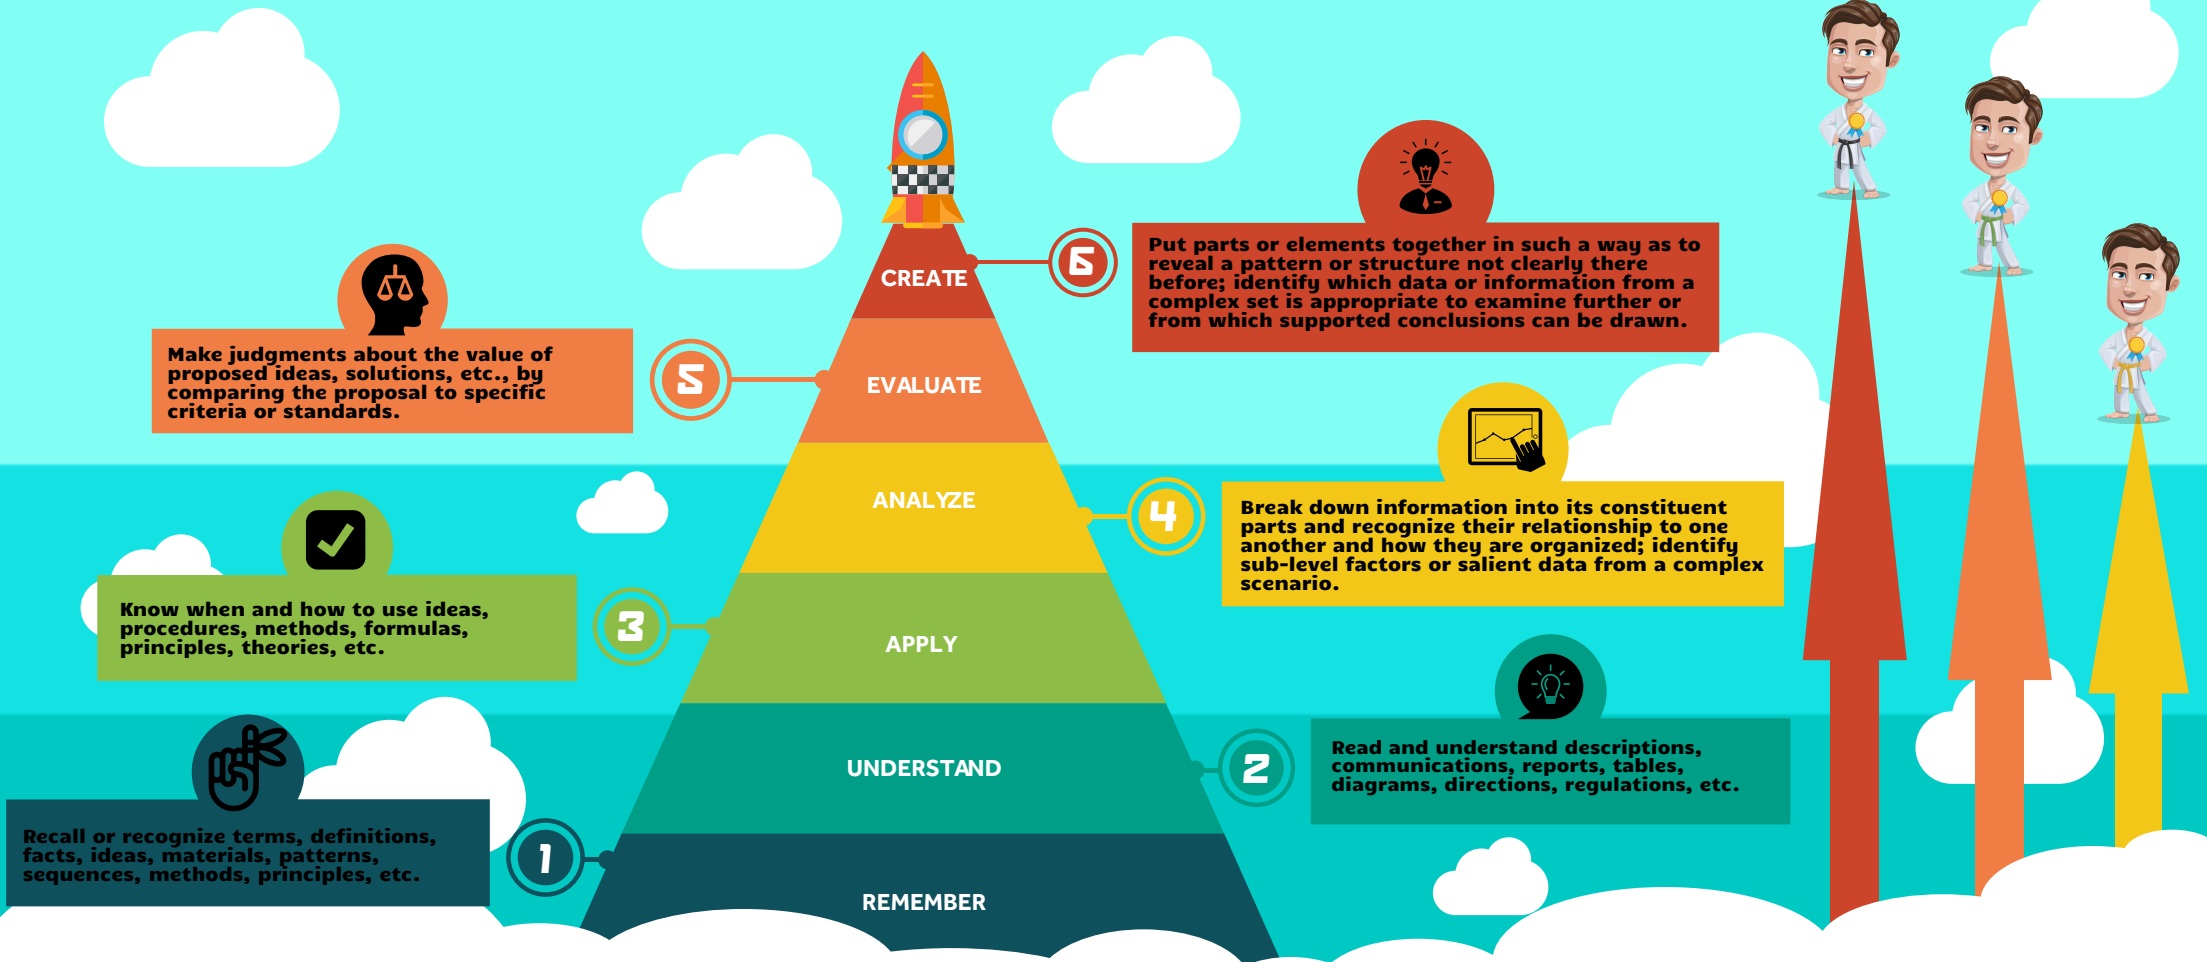 CREATE
6
Put parts or elements together in such a way as to
reveal a pattern or structure not clearly there
before; identify which data or information from a
complex set is appropriate to examine further or
from which supported conclusions can be drawn.
Make judgments about the value of
proposed ideas, solutions, etc., by
comparing the proposal to specific
criteria or standards.
5
EVALUATE
ANALYZE
4
Break down information into its constituent
parts and recognize their relationship to one
another and how they are organized; identify
sub-level factors or salient data from a complex
scenario.
Know when and how to use ideas,
procedures, methods, formulas,
principles, theories, etc.
3
APPLY
UNDERSTAND
2
Read and understand descriptions,
communications, reports, tables,
diagrams, directions, regulations, etc.
Recall or recognize terms, definitions,
facts, ideas, materials, patterns,
sequences, methods, principles, etc.
1
REMEMBER